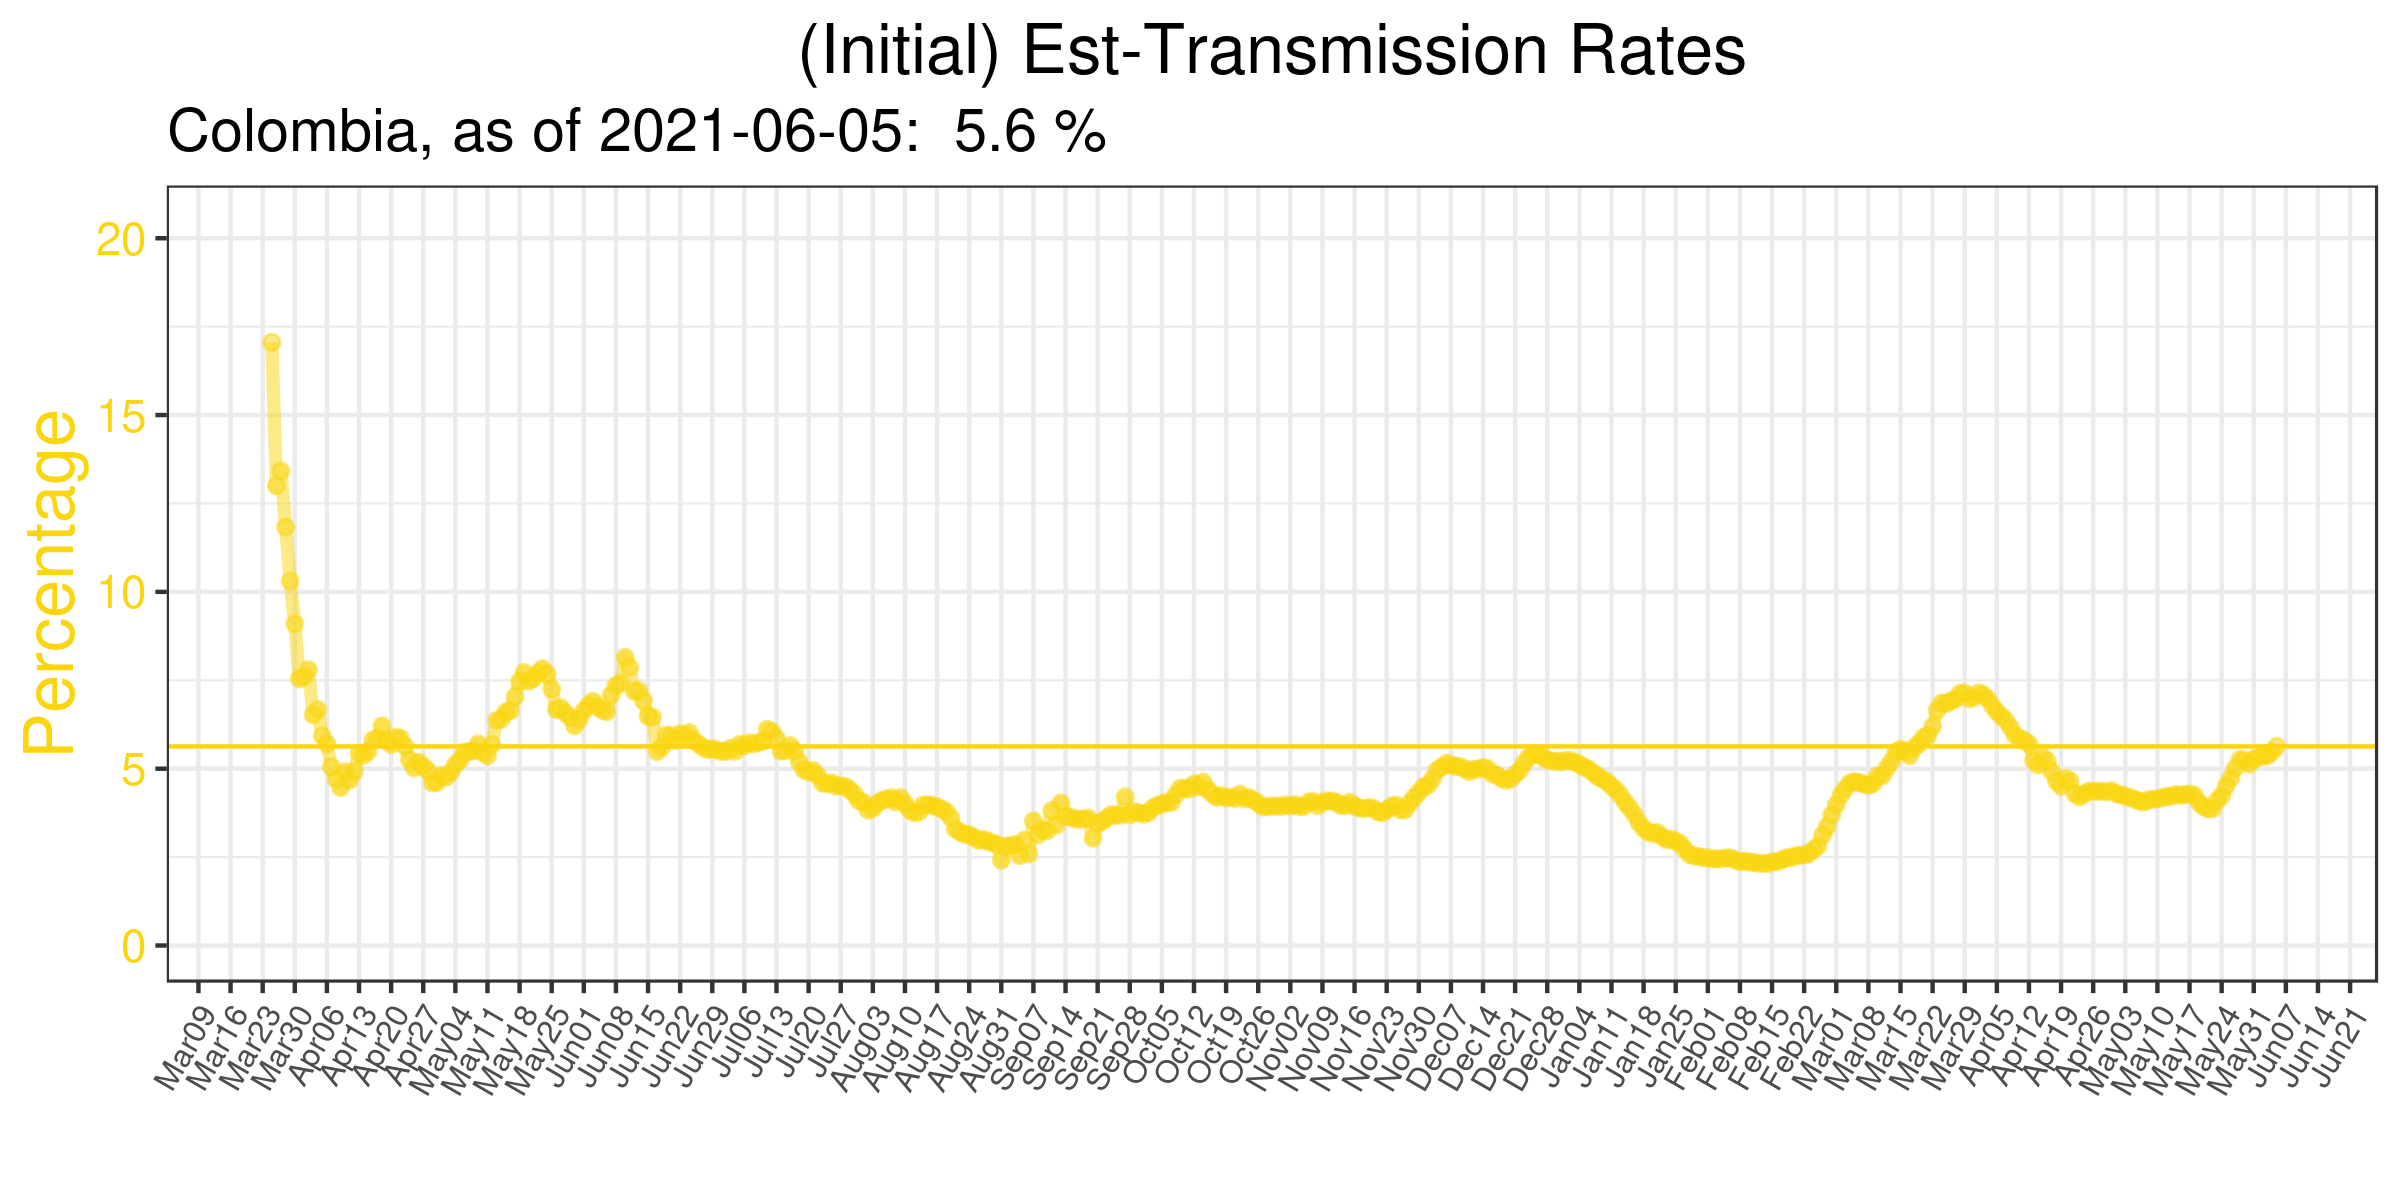 (Initial) Est-Transmission Rates
Colombia, as of 2021-06-05:  5.6 %
Percentage
20
15
10
5
0
Mar09
Mar16
Mar23
Mar30
Apr06
Apr13
Apr20
Apr27
May04
May11
May18
May25
Jun01
Jun08
Jun15
Jun22
Jun29
Jul06
Jul13
Jul20
Jul27
Aug03
Aug10
Aug17
Aug24
Aug31
Sep07
Sep14
Sep21
Sep28
Oct05
Oct12
Oct19
Oct26
Nov02
Nov09
Nov16
Nov23
Nov30
Dec07
Dec14
Dec21
Dec28
Jan04
Jan11
Jan18
Jan25
Feb01
Feb08
Feb15
Feb22
Mar01
Mar08
Mar15
Mar22
Mar29
Apr05
Apr12
Apr19
Apr26
May03
May10
May17
May24
May31
Jun07
Jun14
Jun21